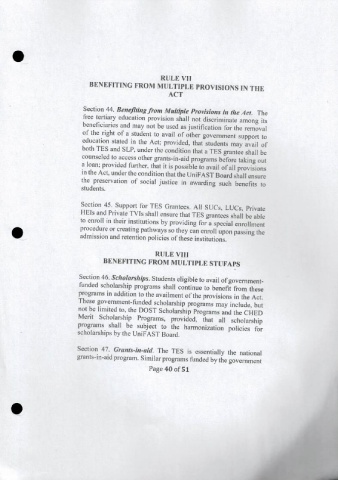 RULE VII
BENEFITING FROM MULTIPLE PROVISIONS IN THE
ACT
Section 44. Benefiting from Multiple Provisions in the Act. The
free tertiary education provision shall not discriminate among its
beneficiaries and may not be used as justification for the removal
of the right of a student to avail of other government support to
education stated in the Act; provided, that students may avail of
both TES and SLP, under the condition that a TES grantee shall be
counseled to access other grants-in-aid programs before taking out
a loan; provided further, that it is possible to avail of all provisions
in the Act, under the condition that the UniFAST Board shall ensure
the preservation of social justice in awarding such benefits to
students.
Section 45. Support for TES Grantees. All SUCs, LUCs, Private
HEIs and Private TVIs shall ensure that TES grantees shall be able
to enroll in their institutions by providing for a special enrollment
procedure or creating pathways so they can enroll upon passing the
admission and retention policies of these institutions.
RULE VIII
BENEFITING FROM MULTIPLE STUFAPS
Section 46. Scholarships. Students eligible to avail of government-
funded scholarship programs shall continue to benefit from these
programs in addition to the availment of the provisions in the Act.
These government-funded scholarship programs may include, but
not be limited to, the DOST Scholarship Programs and the CHED
Merit Scholarship Programs, provided, that all scholarship
programs shall be subject to the harmonization policies for
scholarships by the UniFAST Board.
Section 47. Grants-in-aid. The TES is essentially the national
grants-in-aid program. Similar programs funded by the government
Page 40 of 51